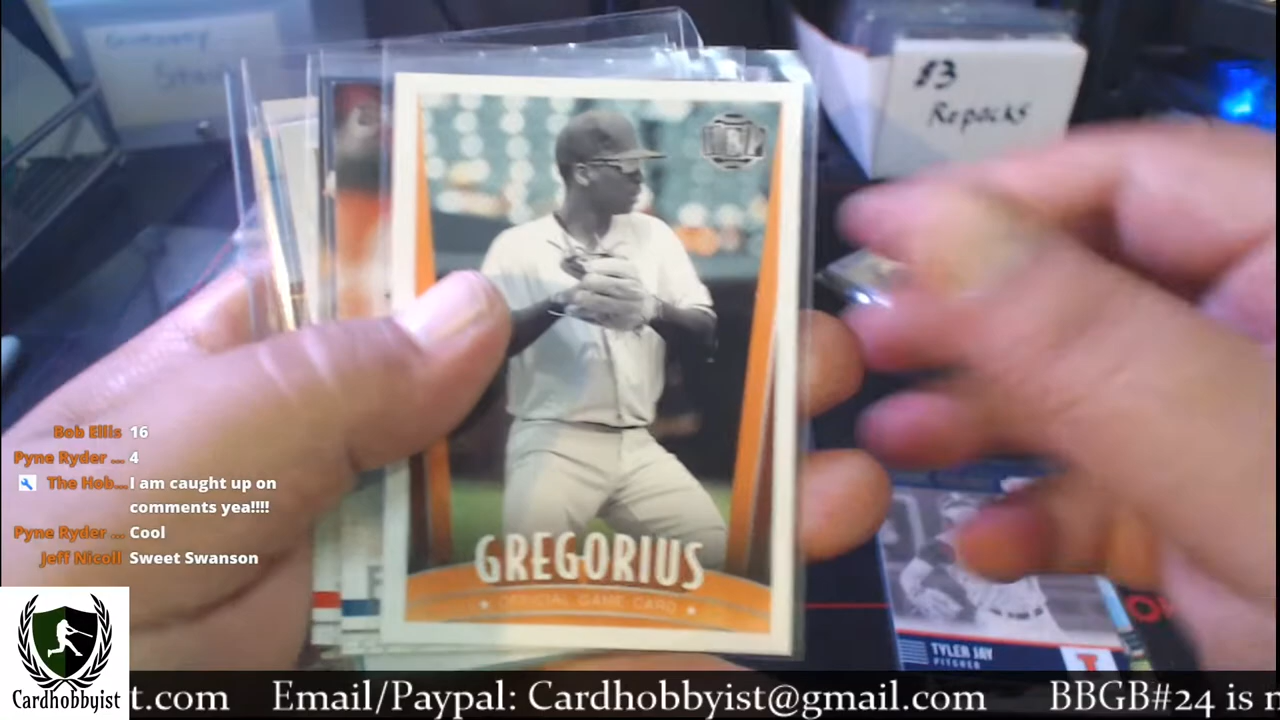 $3
Repacks
GREGORIUS
OFFICIAL GAME CARD
Bob Ellis 16
Pyne Ryder ... 4
The Hob... I am caught up on
comments yea!!!!
Pyne Ryder ... Cool
Jeff Nicoll Sweet Swanson
TYLER JAY
PITCHER
I
Cardhobbyist
t.com Email/Paypal: Cardhobbyist@gmail.com BBGB#24 is